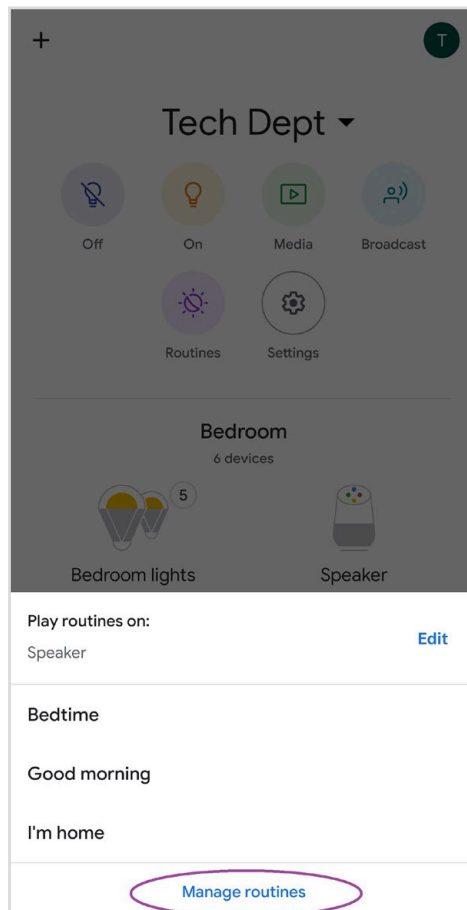 +
T
Tech Dept
Off
On
Media
Broadcast
Routines
Settings
Bedroom
6 devices
5
Bedroom lights
Speaker
Play routines on:
Speaker
Edit
Bedtime
Good morning
I'm home
Manage routines